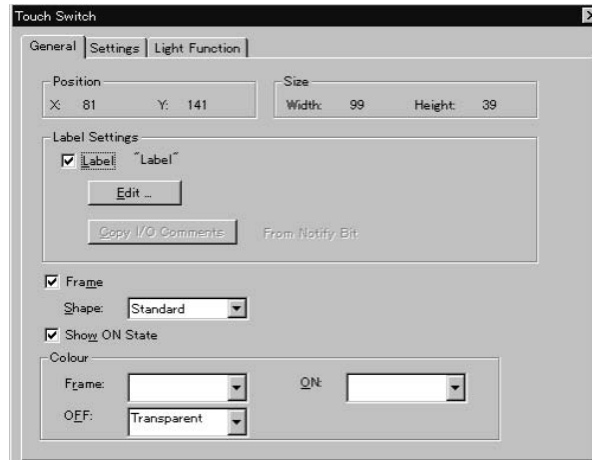 Touch Switch
General Settings Light Function
Position
X: 81 Y: 141
Size
Width: 99 Height: 39
Label Settings
Label "Label"
Edit ...
Copy I/O Comments From Notify Bit
Frame
Shape: Standard
Show ON State
Colour
Frame: ON:
OFF: Transparent